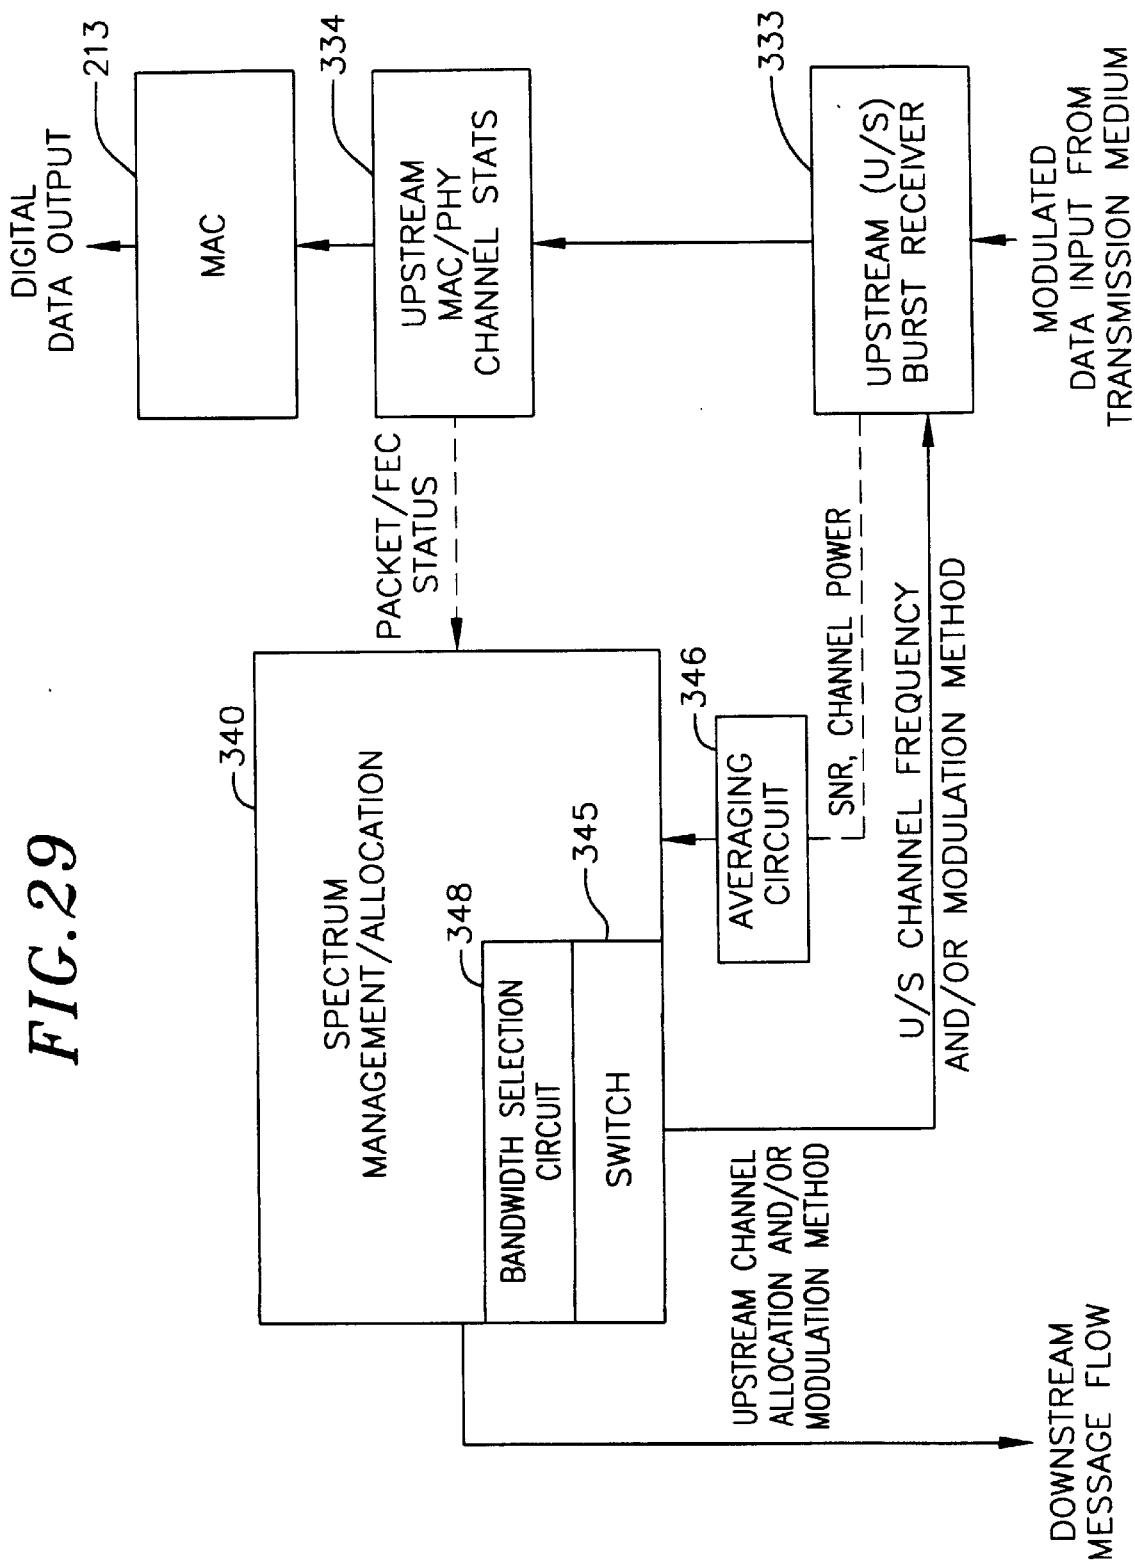 FIG.29
DIGITAL
DATA OUTPUT
213
MAC
334
UPSTREAM
MAC/PHY
CHANNEL STATS
333
UPSTREAM (U/S)
BURST RECEIVER
MODULATED
DATA INPUT FROM
TRANSMISSION MEDIUM
PACKET/FEC
STATUS
340
SPECTRUM
MANAGEMENT/ALLOCATION
348
BANDWIDTH SELECTION
CIRCUIT
345
SWITCH
346
AVERAGING
CIRCUIT
SNR, CHANNEL POWER
U/S CHANNEL FREQUENCY
AND/OR MODULATION METHOD
UPSTREAM CHANNEL
ALLOCATION AND/OR
MODULATION METHOD
DOWNSTREAM
MESSAGE FLOW